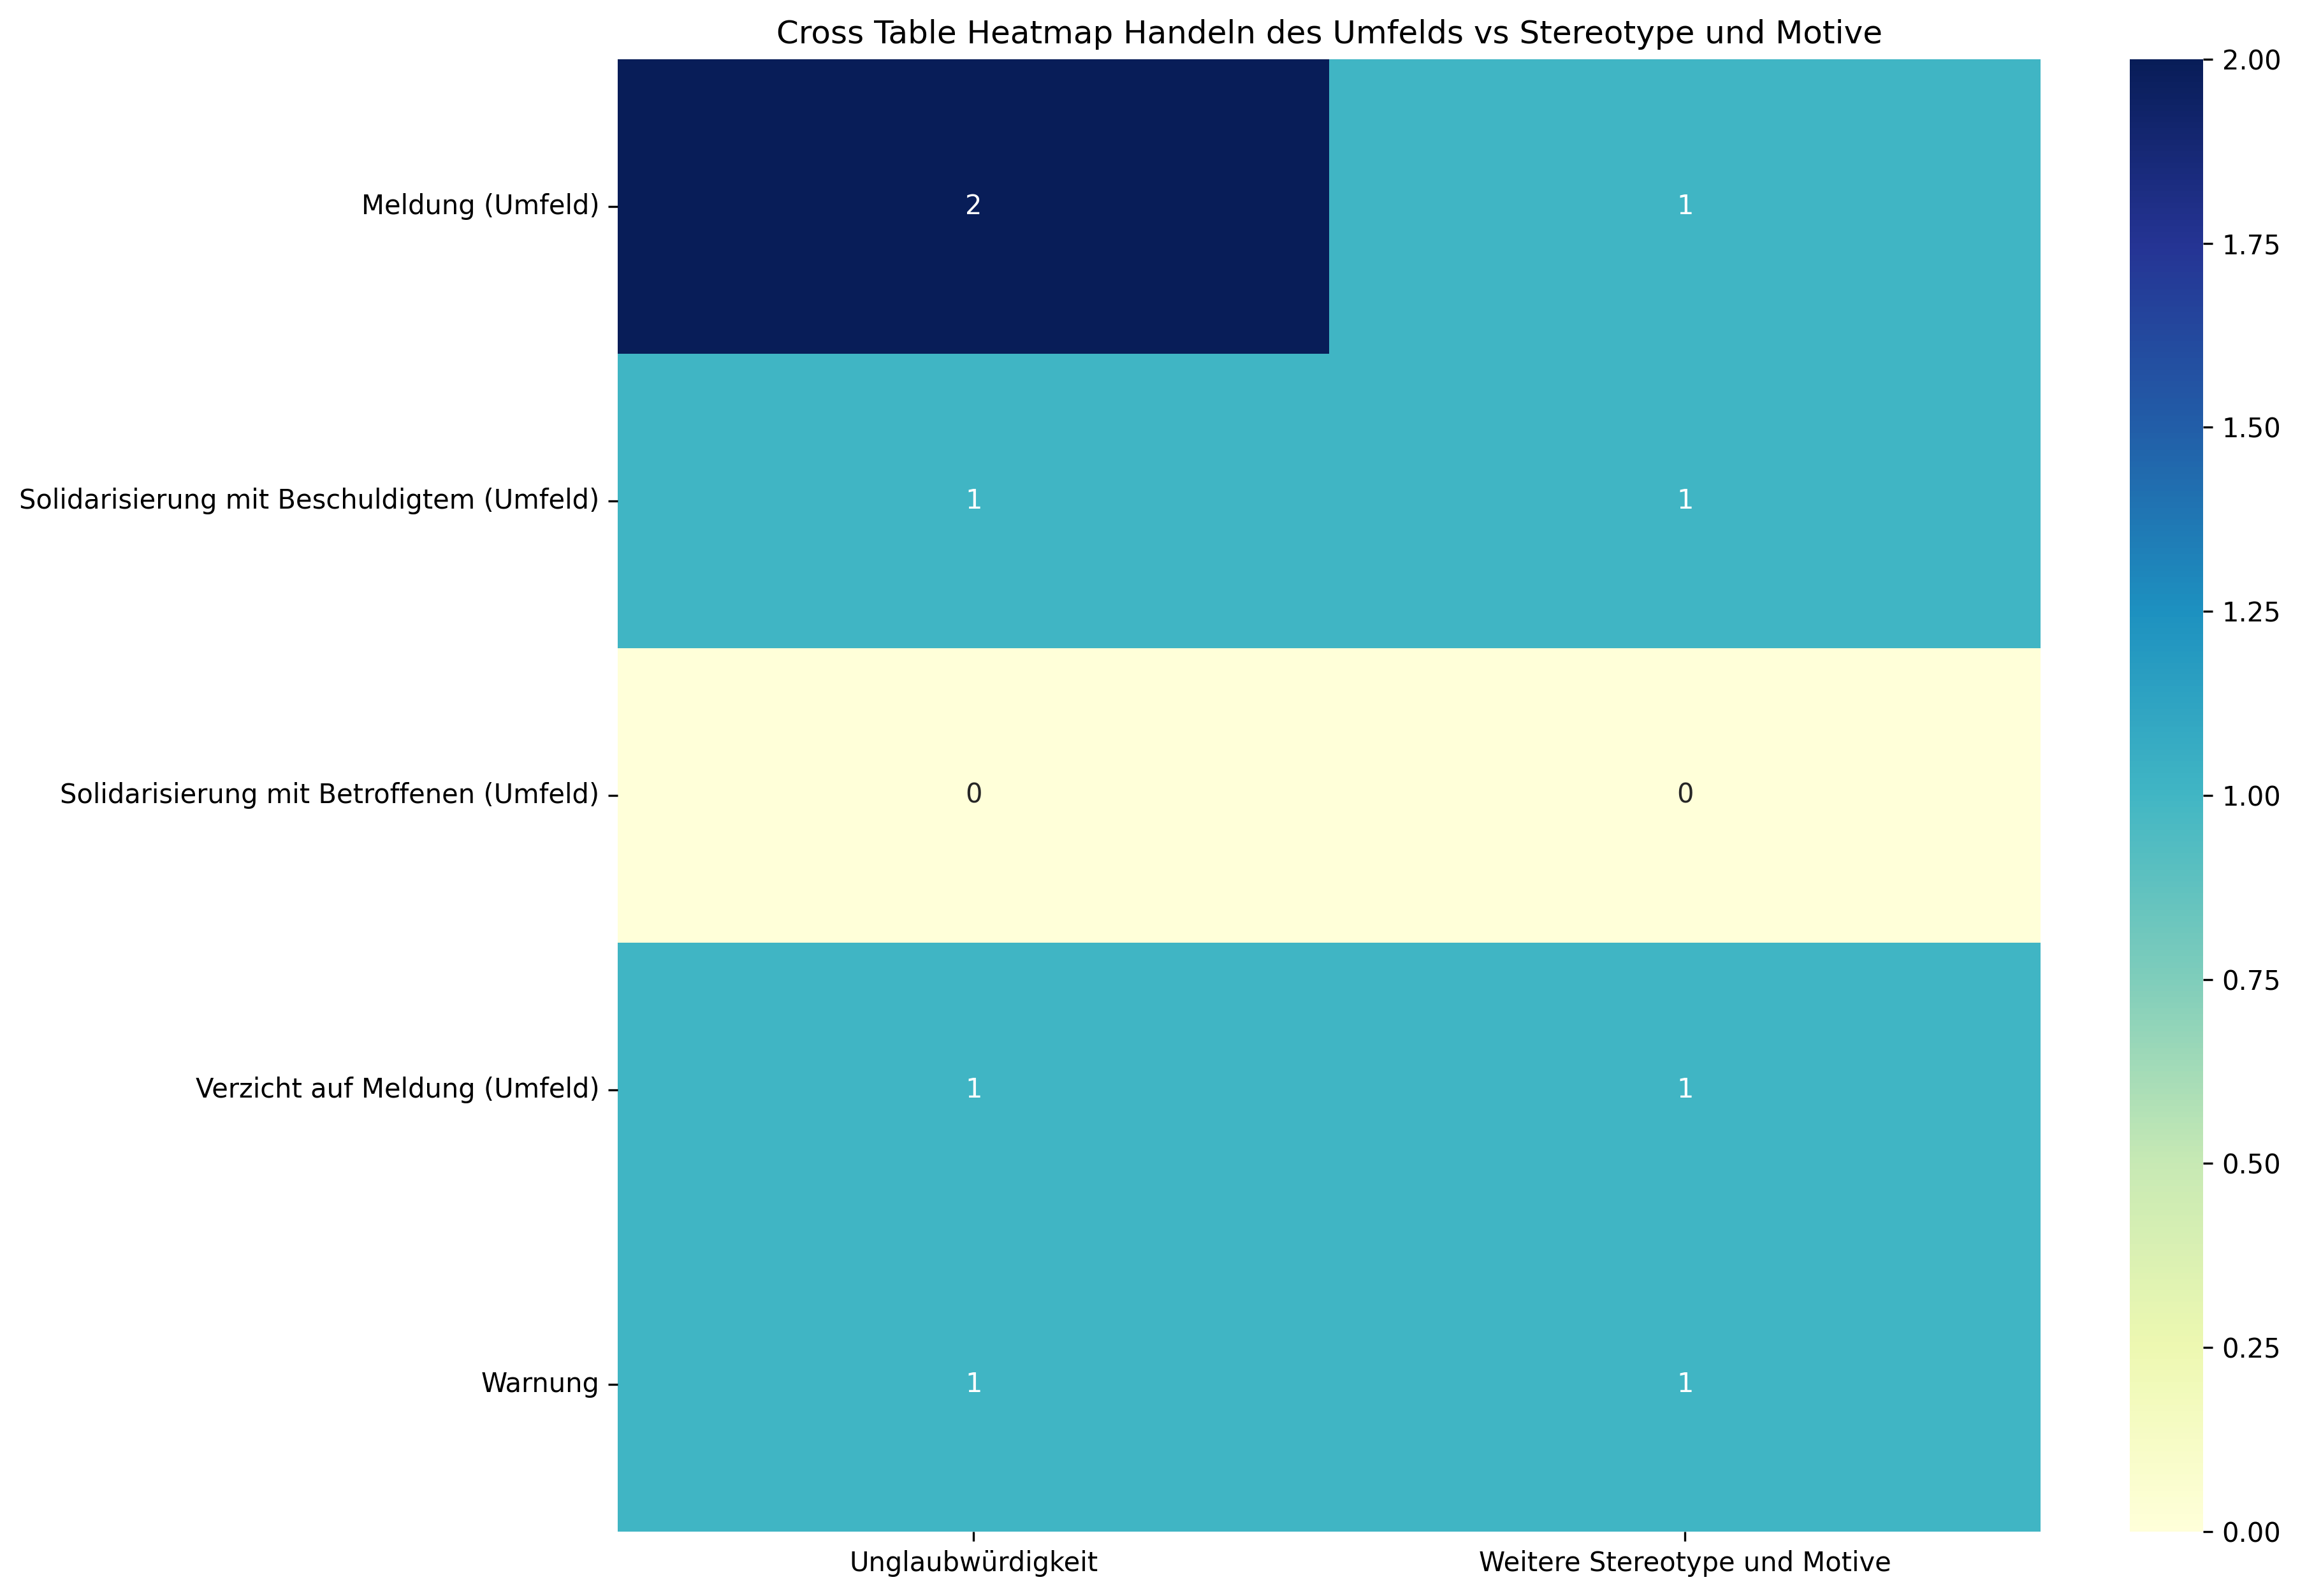 Cross Table Heatmap Handeln des Umfelds vs Stereotype und Motive
Meldung (Umfeld)
2
1
Solidarisierung mit Beschuldigtem (Umfeld)
1
1
Solidarisierung mit Betroffenen (Umfeld)
0
0
Verzicht auf Meldung (Umfeld)
1
1
Warnung
1
1
Unglaubwürdigkeit
Weitere Stereotype und Motive
2.00
1.75
1.50
1.25
1.00
0.75
0.50
0.25
0.00